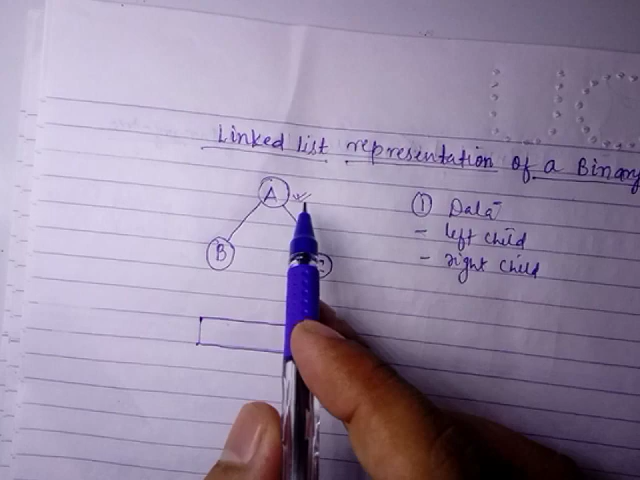 Linked list representation of a Binary
A
① Data
B
- left child
- right child